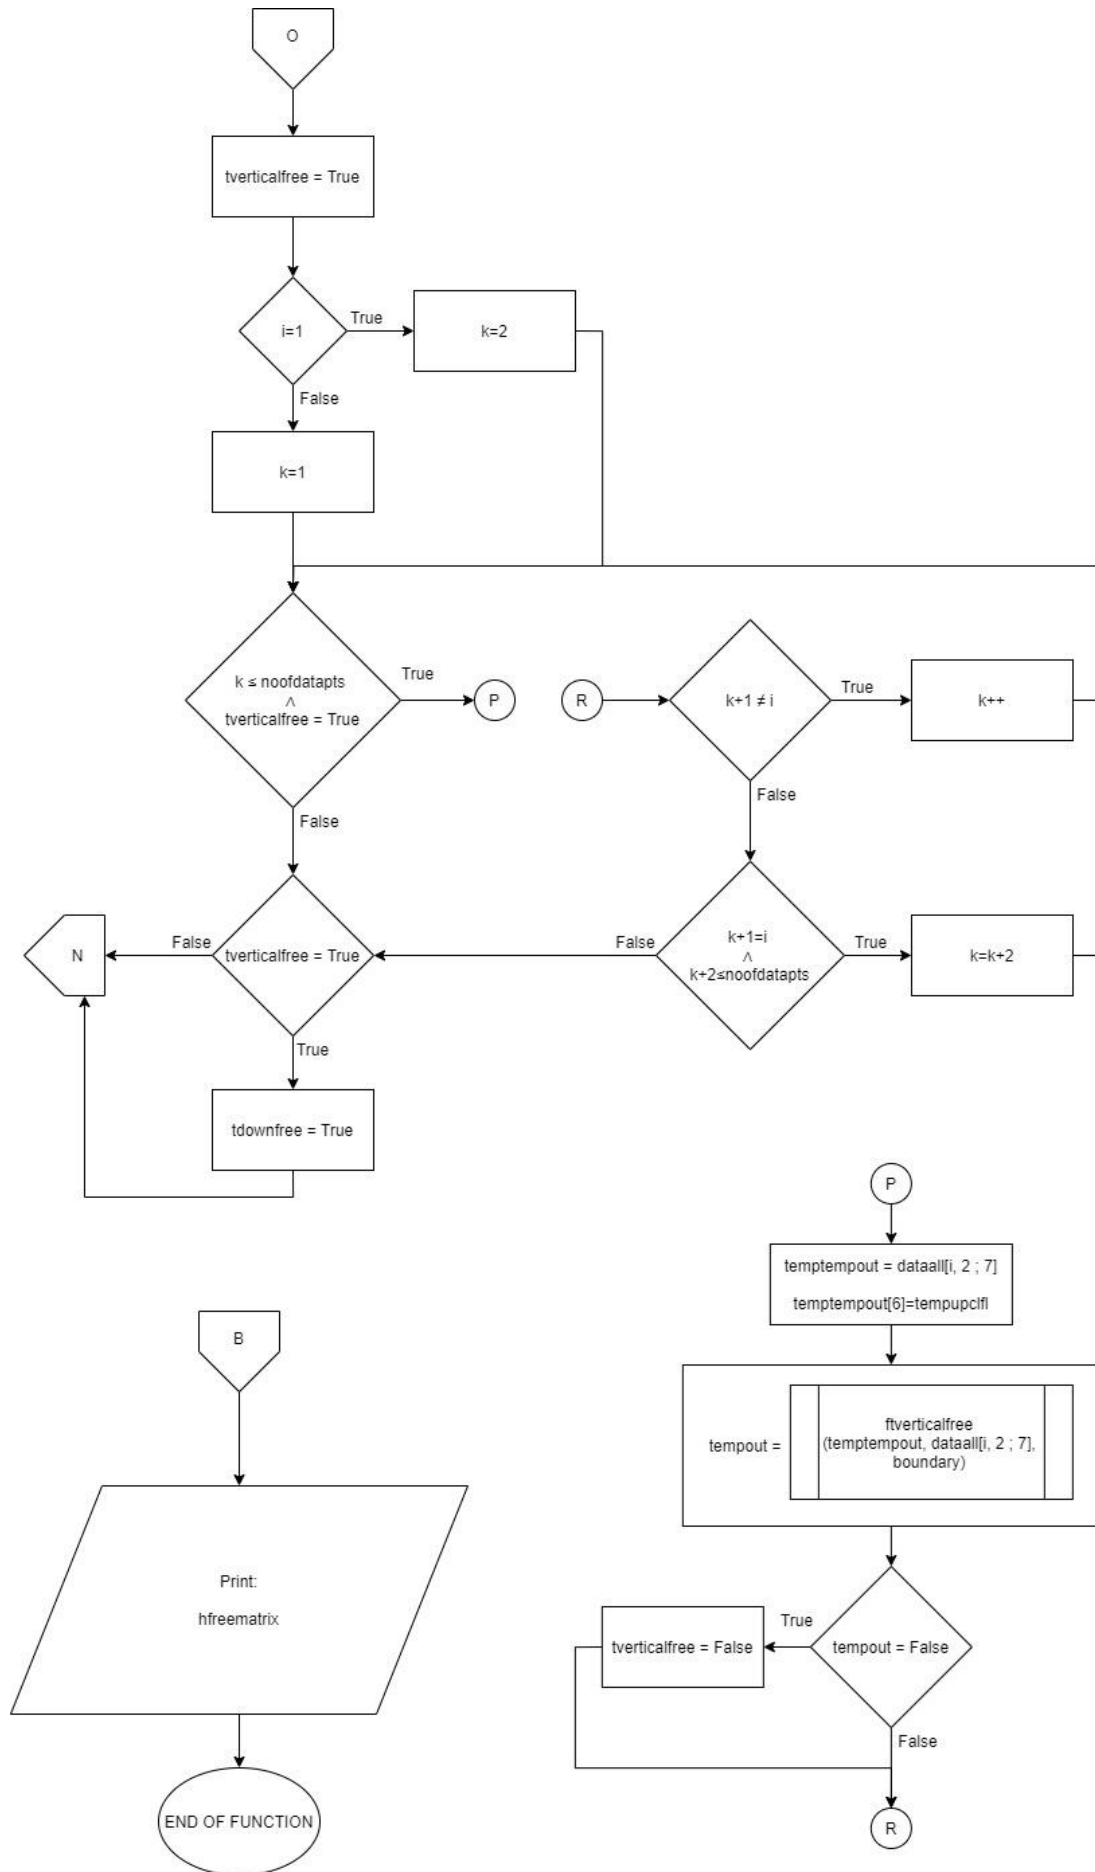 O
tverticalfree = True
i=1
True
k=2
False
k=1
k ≤ noofdatapts
∧
tverticalfree = True
True
P
R
k+1 ≠ i
True
k++
False
False
N
False
tverticalfree = True
False
k+1=i
∧
k+2≤noofdatapts
True
k=k+2
True
tdownfree = True
P
temptempout = dataall[i, 2 ; 7]
temptempout[6]=tempupclfl
B
tempout =
ftverticalfree
(temptempout, dataall[i, 2 ; 7],
boundary)
Print:
hfreematrix
True
tverticalfree = False
tempout = False
False
END OF FUNCTION
R